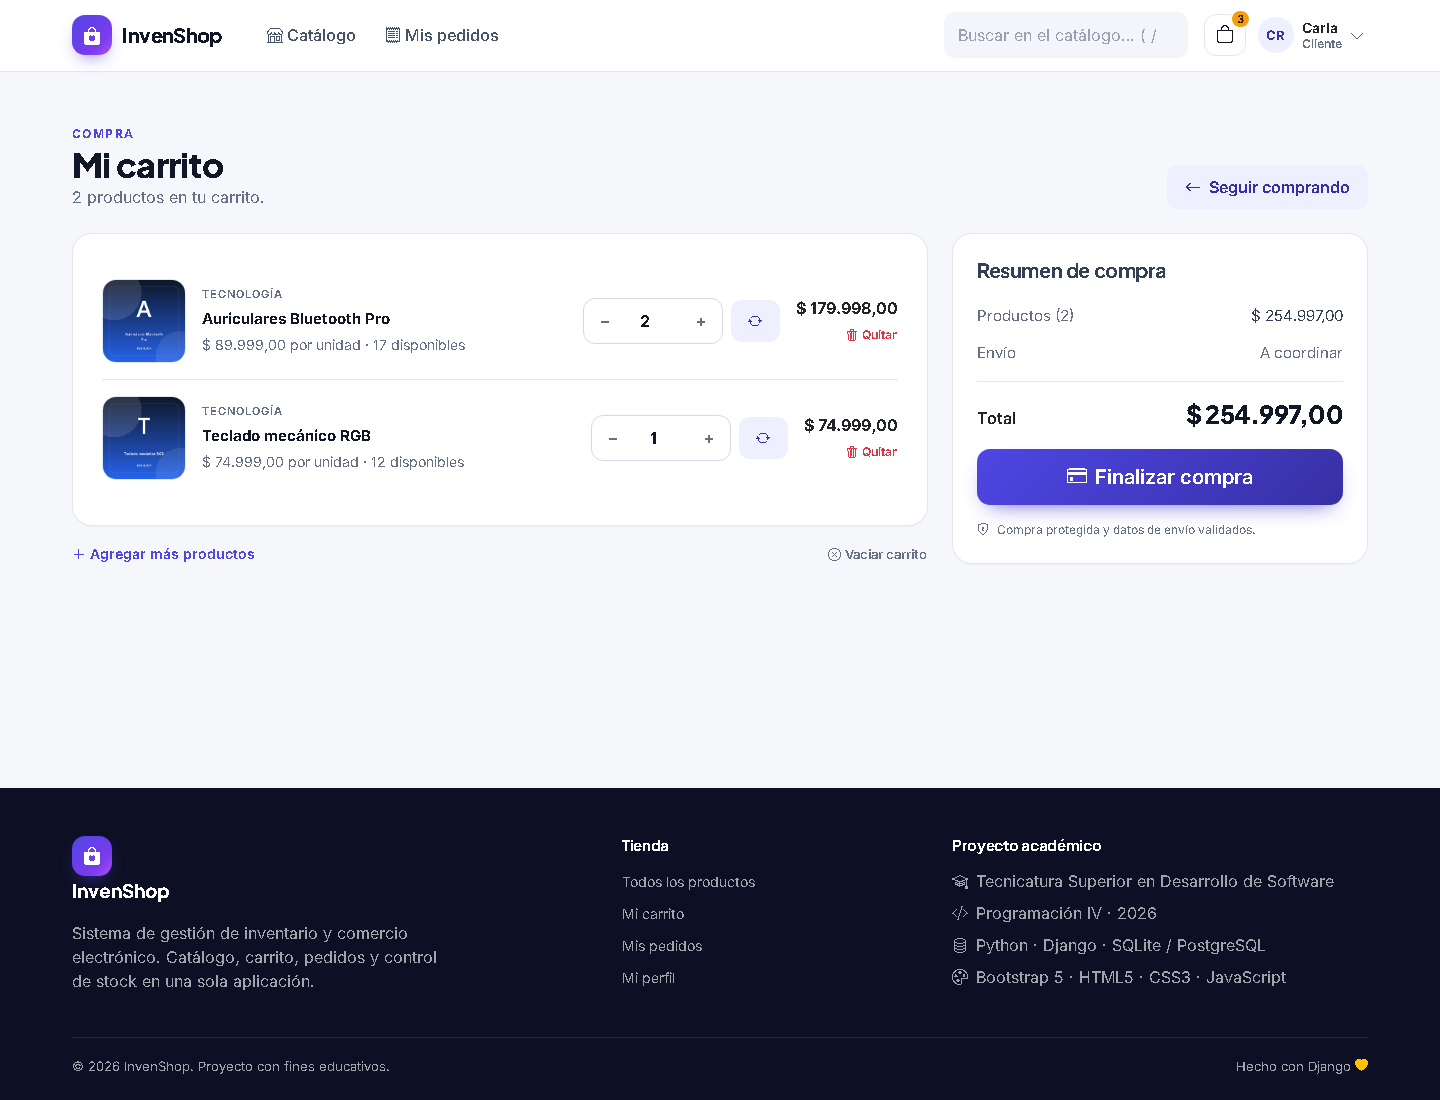 InvenShop
Catálogo
Mis pedidos
Buscar en el catálogo... ( /
3
CR
Carla
Cliente
COMPRA
Mi carrito
2 productos en tu carrito.
Seguir comprando
A
TECNOLOGÍA
Auriculares Bluetooth Pro
$ 89.999,00 por unidad · 17 disponibles
− 2 +
$ 179.998,00
Quitar
T
TECNOLOGÍA
Teclado mecánico RGB
$ 74.999,00 por unidad · 12 disponibles
− 1 +
$ 74.999,00
Quitar
+ Agregar más productos
Vaciar carrito
Resumen de compra
Productos (2) $ 254.997,00
Envío A coordinar
Total $ 254.997,00
Finalizar compra
Compra protegida y datos de envío validados.
InvenShop
Sistema de gestión de inventario y comercio
electrónico. Catálogo, carrito, pedidos y control
de stock en una sola aplicación.
Tienda
Todos los productos
Mi carrito
Mis pedidos
Mi perfil
Proyecto académico
Tecnicatura Superior en Desarrollo de Software
Programación IV · 2026
Python · Django · SQLite / PostgreSQL
Bootstrap 5 · HTML5 · CSS3 · JavaScript
© 2026 InvenShop. Proyecto con fines educativos.
Hecho con Django